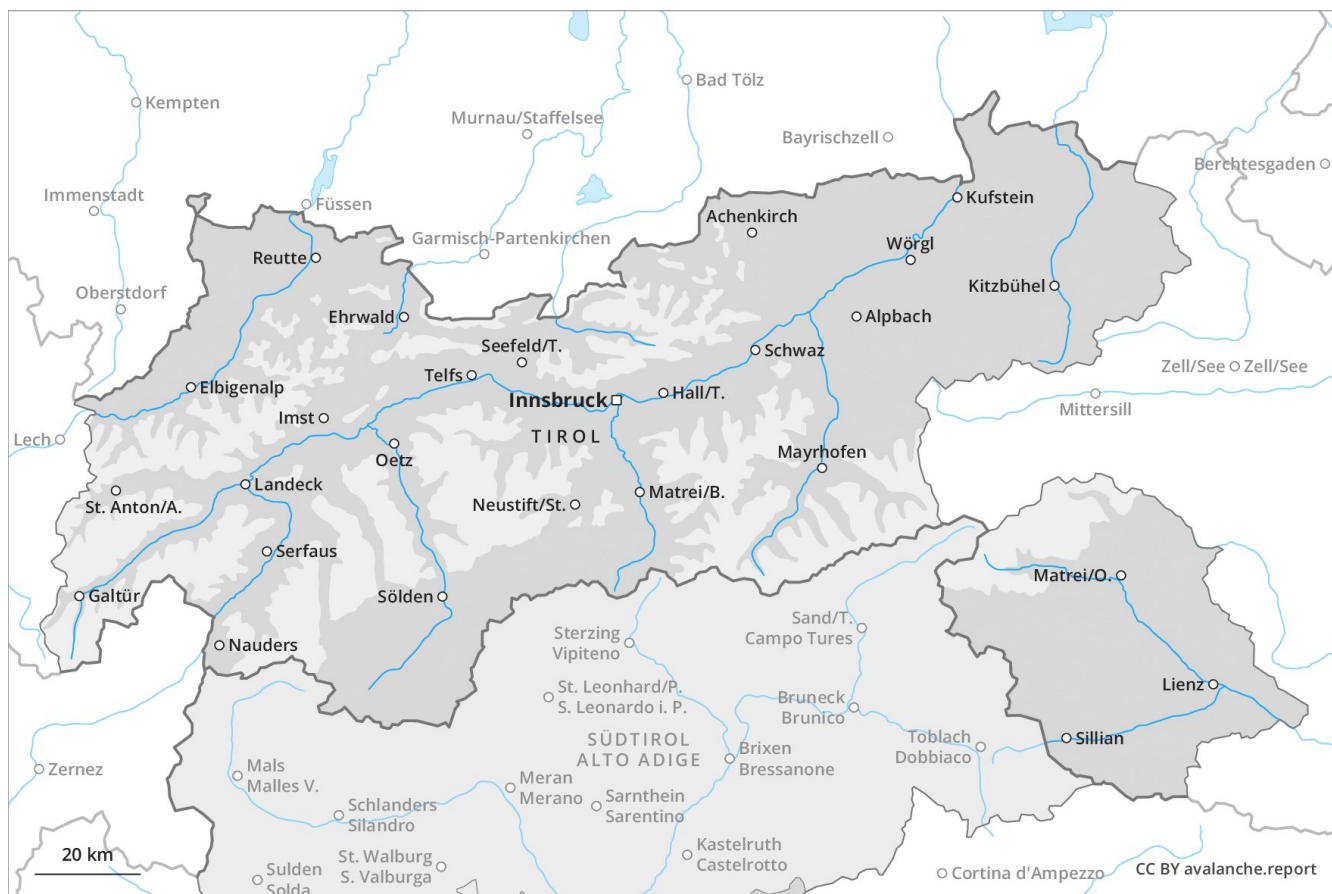 Kempten
Bad Tölz
Murnau/Staffelsee
Bayrischzell
Berchtesgaden
Immenstadt
Füssen
Kufstein
Achenkirch
Garmisch-Partenkirchen
Wörgl
Reutte
Kitzbühel
Oberstdorf
Ehrwald
Alpbach
Seefeld/T.
Schwaz
Telfs
Zell/See
Zell/See
Elbigenalp
Innsbruck
Hall/T.
Mittersill
Imst
TIROL
Lech
Oetz
Mayrhofen
Landeck
Matrei/B.
St. Anton/A.
Neustift/St.
Serfaus
Matrei/O.
Galtür
Sölden
Sand/T.
Campo Tures
Sterzing
Vipiteno
Nauders
Lienz
St. Leonhard/P.
S. Leonardo i. P.
Bruneck
Brunico
SÜDTIROL
ALTO ADIGE
Toblach
Dobbiaco
Sillian
Brixen
Bressanone
Zernez
Mals
Malles V.
Meran
Merano
Sarnthein
Sarentino
Schlanders
Silandro
Kastelruth
Castelrotto
20 km
St. Walburg
S. Valburga
Sulden
Solda
Cortina d'Ampezzo
CC BY avalanche.report